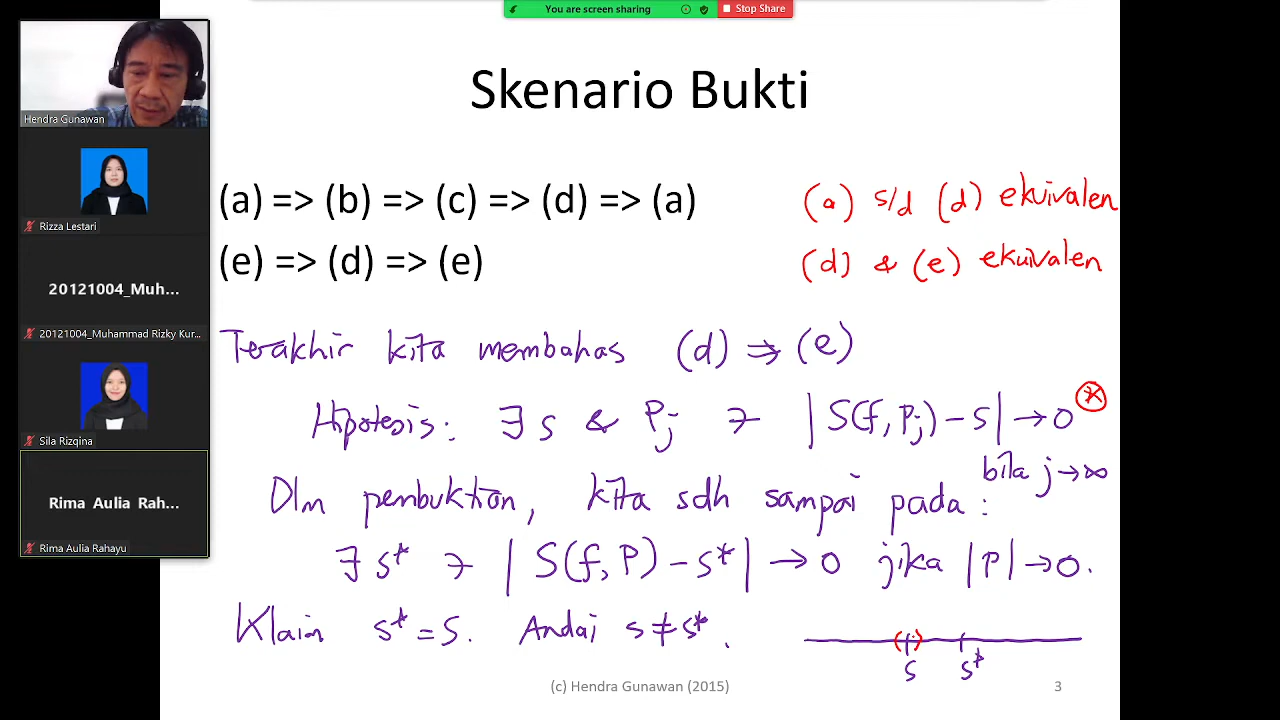 You are screen sharing
Stop Share
Hendra Gunawan
Rizza Lestari
20121004_Muh...
20121004_Muhammad Rizky Kur...
Sila Rizqina
Rima Aulia Rah...
Rima Aulia Rahayu
Skenario Bukti
(a) => (b) => (c) => (d) => (a)
(a) s/d (d) ekuivalen
(e) => (d) => (e)
(d) & (e) ekuivalen
Terakhir kita membahas (d) => (e)
Hipotesis: ∃ s & Pj ∋ |S(f, Pj) - s| → 0 *
bila j → ∞
Dlm pembuktian, kita sdh sampai pada :
∃ s* ∋ |S(f, P) - s*| → 0 jika |P| → 0.
Klaim s* = s. Andai s ≠ s*.
( )
s s*
(c) Hendra Gunawan (2015)
3